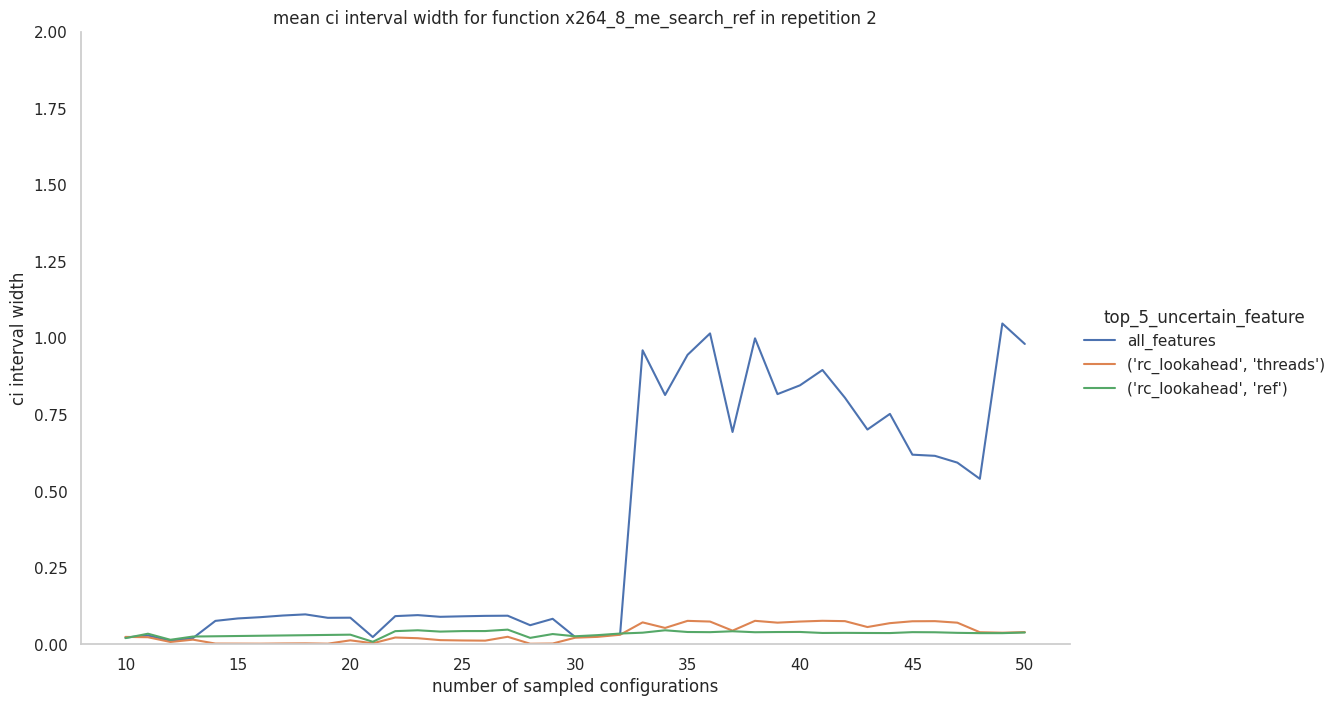 mean ci interval width for function x264_8_me_search_ref in repetition 2
2.00
1.75
1.50
1.25
1.00
0.75
0.50
0.25
0.00
ci interval width
10 15 20 25 30 35 40 45 50
number of sampled configurations
top_5_uncertain_feature
all_features
('rc_lookahead', 'threads')
('rc_lookahead', 'ref')